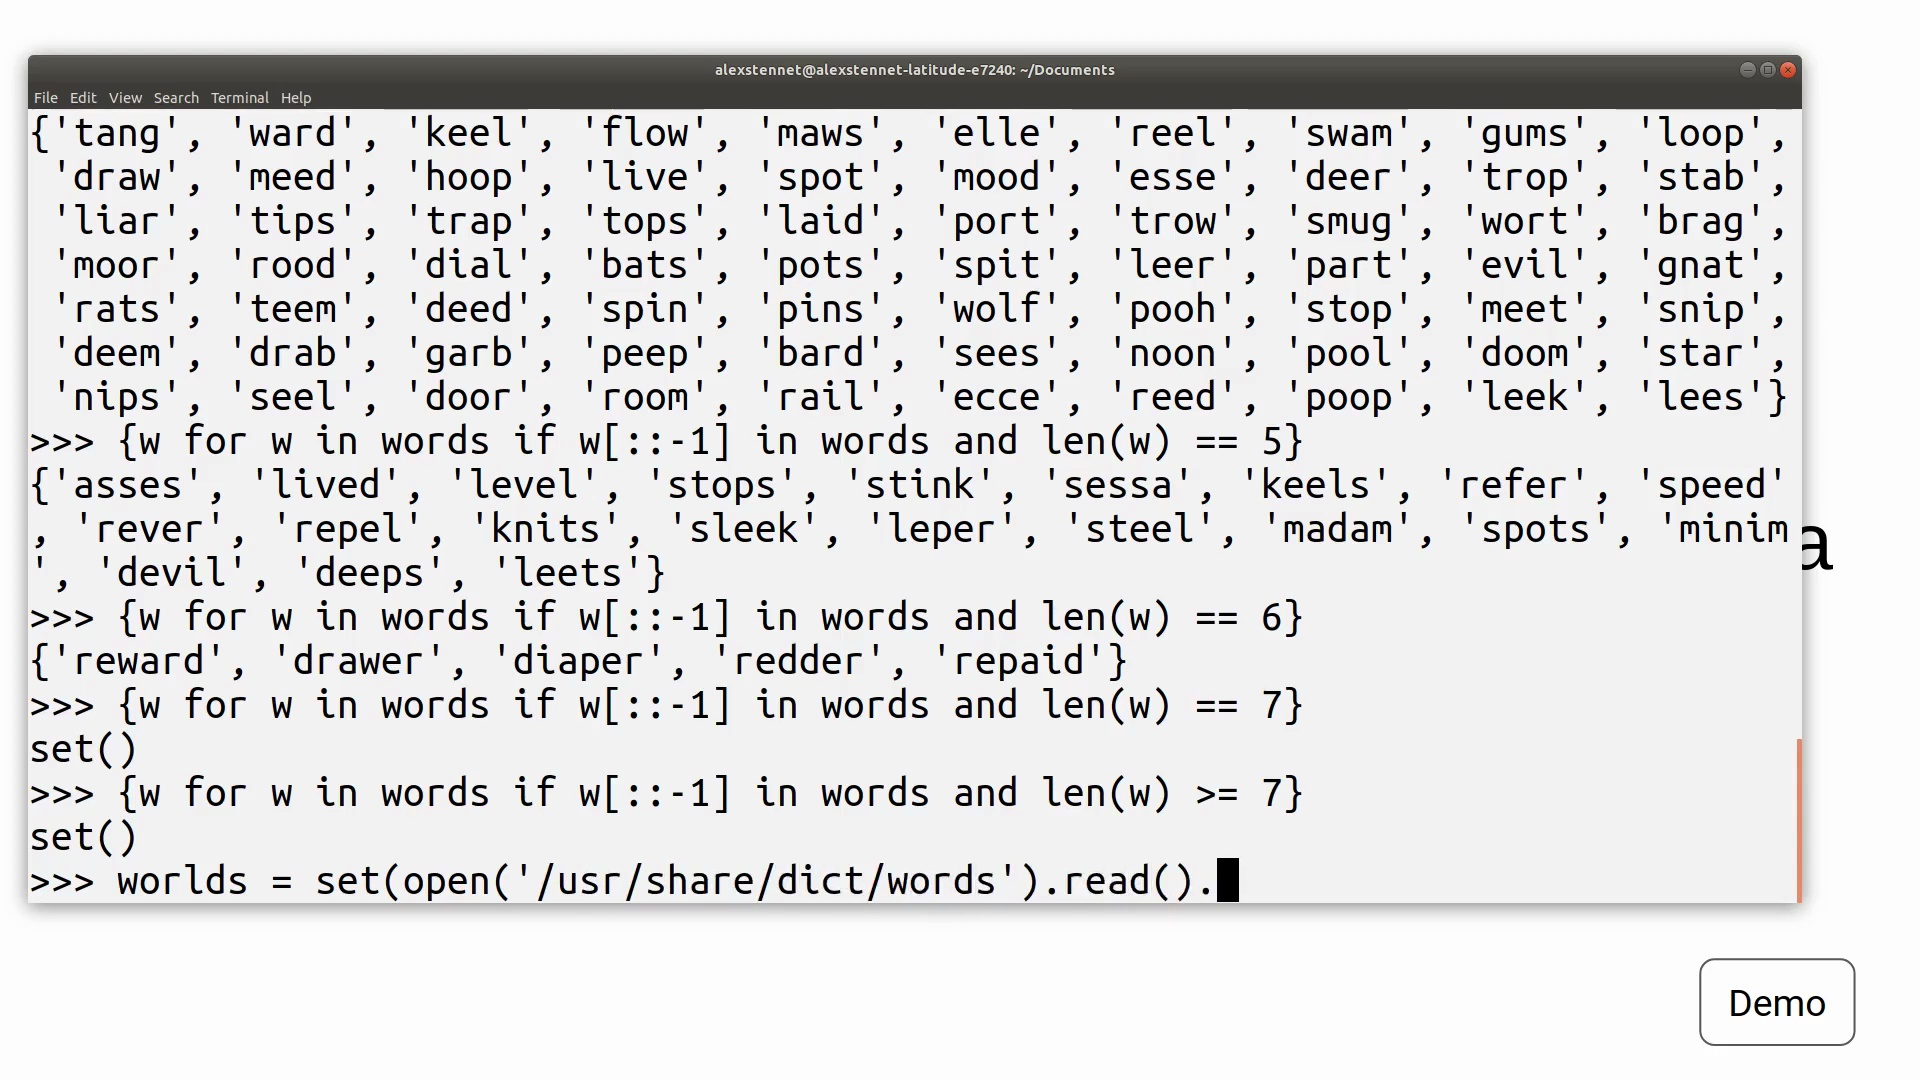 alexstennet@alexstennet-latitude-e7240: ~/Documents
File Edit View Search Terminal Help
{'tang', 'ward', 'keel', 'flow', 'maws', 'elle', 'reel', 'swam', 'gums', 'loop',
'draw', 'meed', 'hoop', 'live', 'spot', 'mood', 'esse', 'deer', 'trop', 'stab',
'liar', 'tips', 'trap', 'tops', 'laid', 'port', 'trow', 'smug', 'wort', 'brag',
'moor', 'rood', 'dial', 'bats', 'pots', 'spit', 'leer', 'part', 'evil', 'gnat',
'rats', 'teem', 'deed', 'spin', 'pins', 'wolf', 'pooh', 'stop', 'meet', 'snip',
'deem', 'drab', 'garb', 'peep', 'bard', 'sees', 'noon', 'pool', 'doom', 'star',
'nips', 'seel', 'door', 'room', 'rail', 'ecce', 'reed', 'poop', 'leek', 'lees'}
>>> {w for w in words if w[::-1] in words and len(w) == 5}
{'asses', 'lived', 'level', 'stops', 'stink', 'sessa', 'keels', 'refer', 'speed'
, 'rever', 'repel', 'knits', 'sleek', 'leper', 'steel', 'madam', 'spots', 'minim
', 'devil', 'deeps', 'leets'}
>>> {w for w in words if w[::-1] in words and len(w) == 6}
{'reward', 'drawer', 'diaper', 'redder', 'repaid'}
>>> {w for w in words if w[::-1] in words and len(w) == 7}
set()
>>> {w for w in words if w[::-1] in words and len(w) >= 7}
set()
>>> worlds = set(open('/usr/share/dict/words').read().
a
Demo